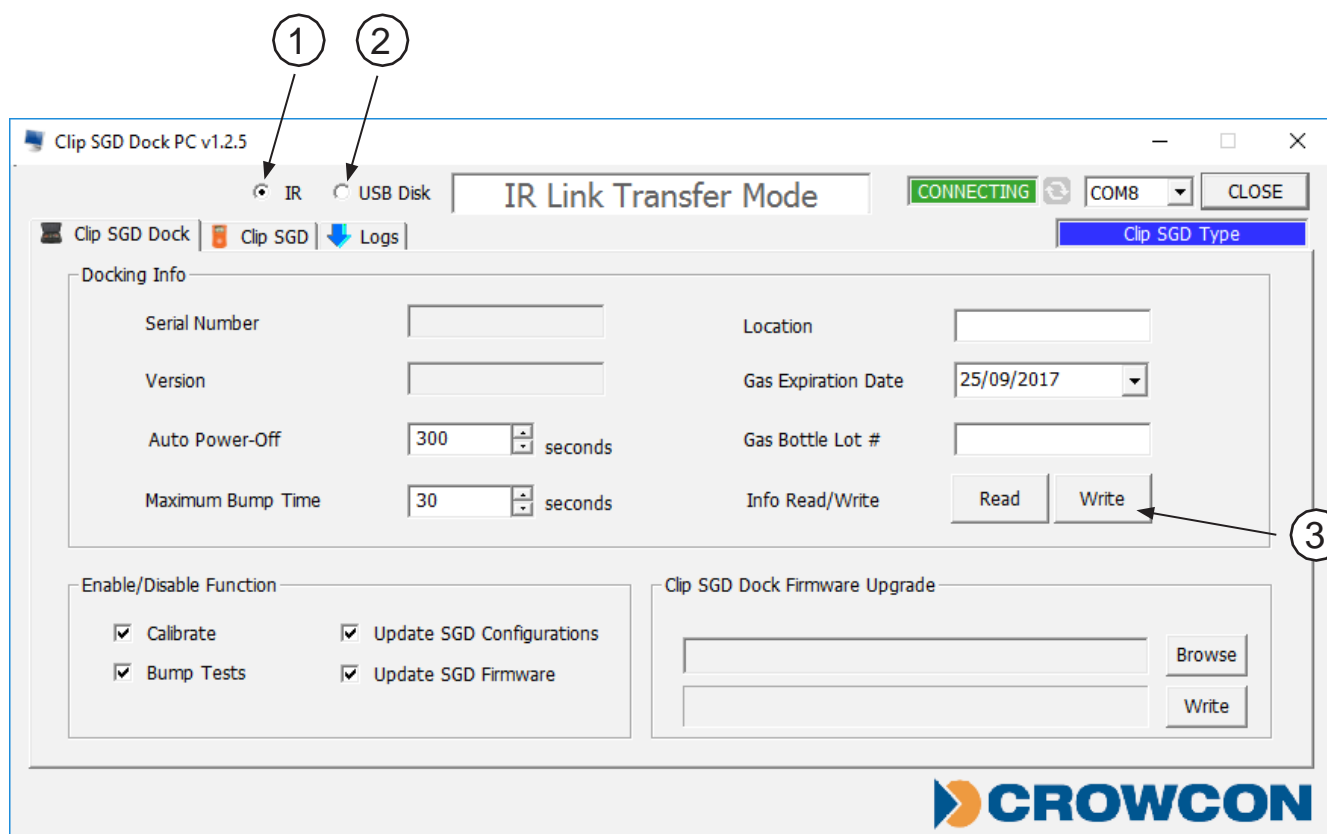 1 2
Clip SGD Dock PC v1.2.5
IR USB Disk IR Link Transfer Mode CONNECTING COM8 CLOSE
Clip SGD Dock Clip SGD Logs Clip SGD Type
Docking Info
Serial Number Location
Version Gas Expiration Date 25/09/2017
Auto Power-Off 300 seconds Gas Bottle Lot #
Maximum Bump Time 30 seconds Info Read/Write Read Write
3
Enable/Disable Function Clip SGD Dock Firmware Upgrade
Calibrate Update SGD Configurations
Browse
Bump Tests Update SGD Firmware
Write
CROWCON